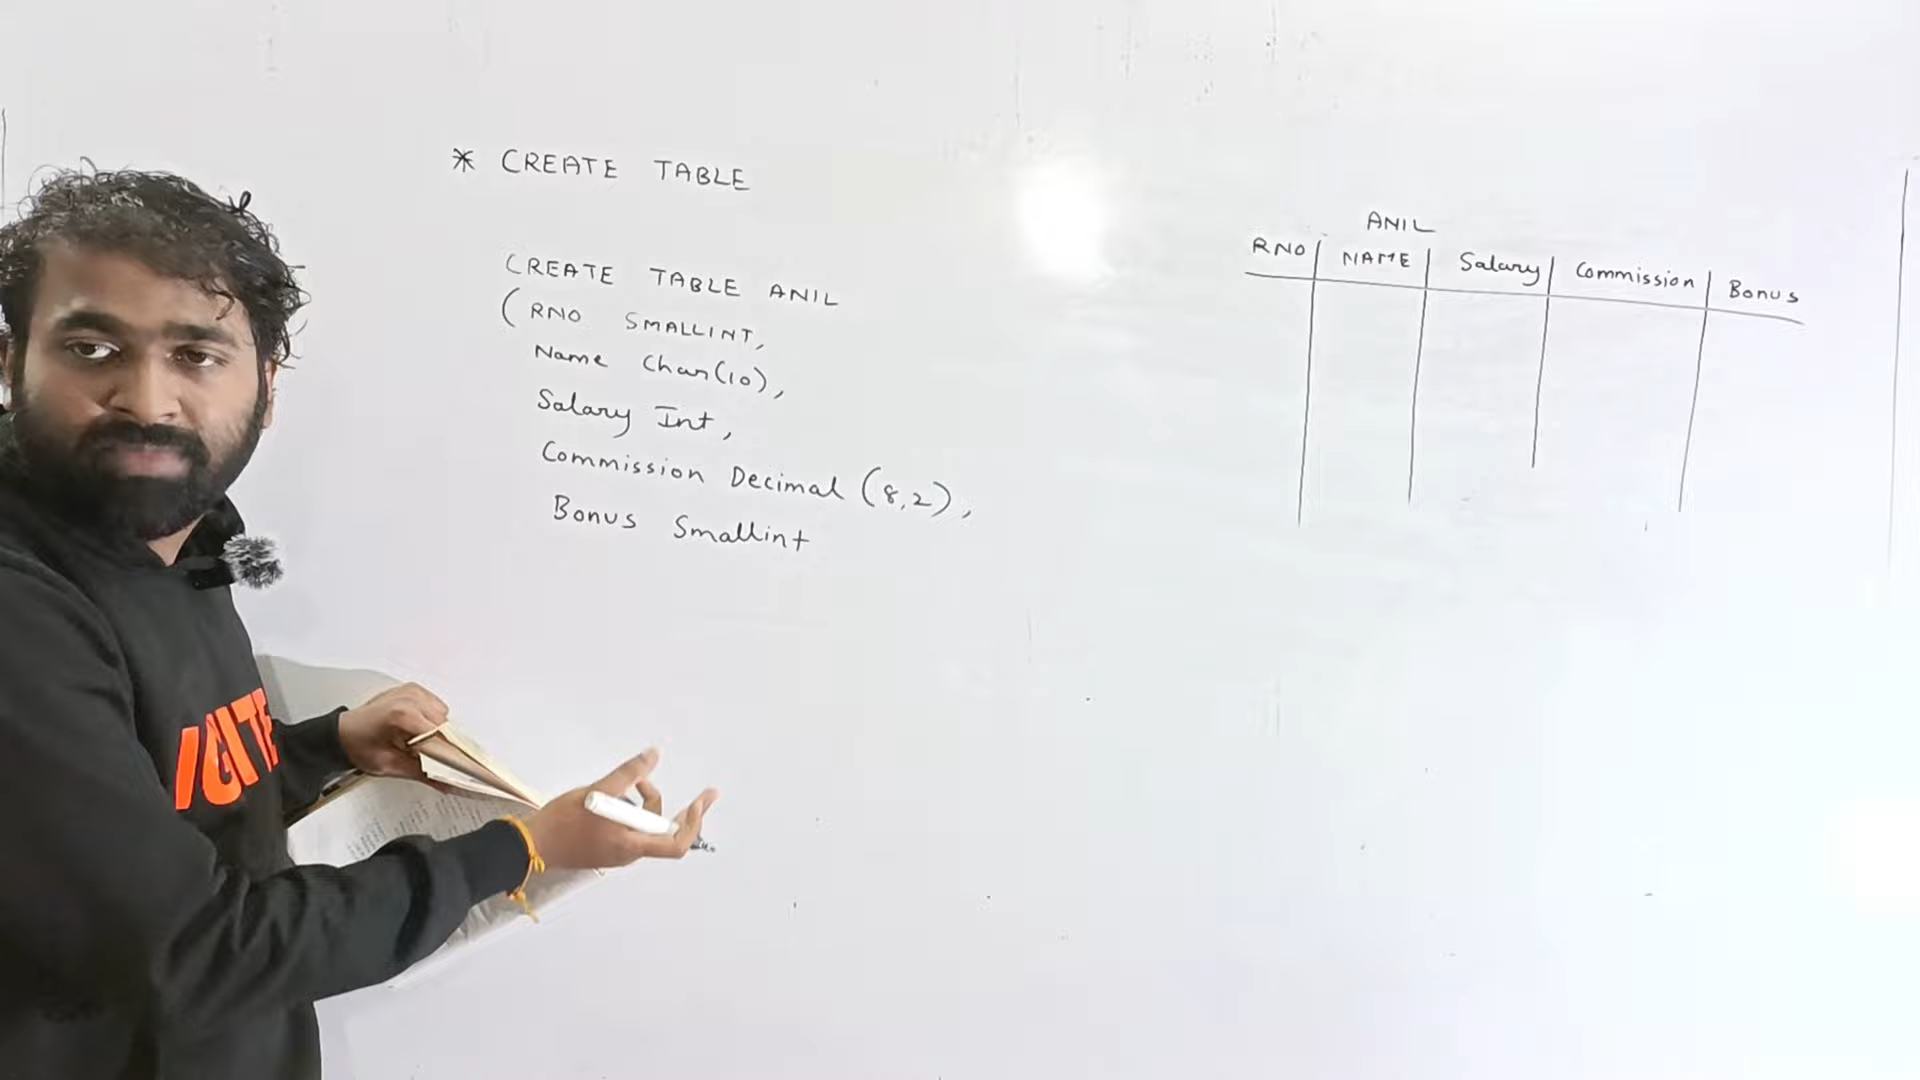 * CREATE TABLE
CREATE TABLE ANIL
(RNO SMALLINT,
Name Char(10),
Salary Int,
Commission Decimal (8,2),
Bonus Smallint
ANIL
RNO NAME Salary Commission Bonus
IGITE